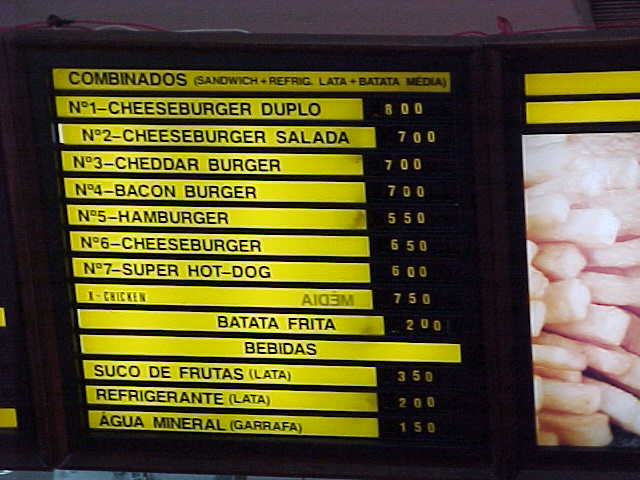 COMBINADOS (SANDWICH + REFRIG. LATA + BATATA MÉDIA)
Nº1-CHEESEBURGER DUPLO 800
Nº2-CHEESEBURGER SALADA 700
Nº3-CHEDDAR BURGER 700
Nº4-BACON BURGER 700
Nº5-HAMBURGER 550
Nº6-CHEESEBURGER 650
Nº7-SUPER HOT-DOG 600
X-CHICKEN MÉDIA 750
BATATA FRITA 200
BEBIDAS
SUCO DE FRUTAS (LATA) 350
REFRIGERANTE (LATA) 200
ÁGUA MINERAL (GARRAFA) 150